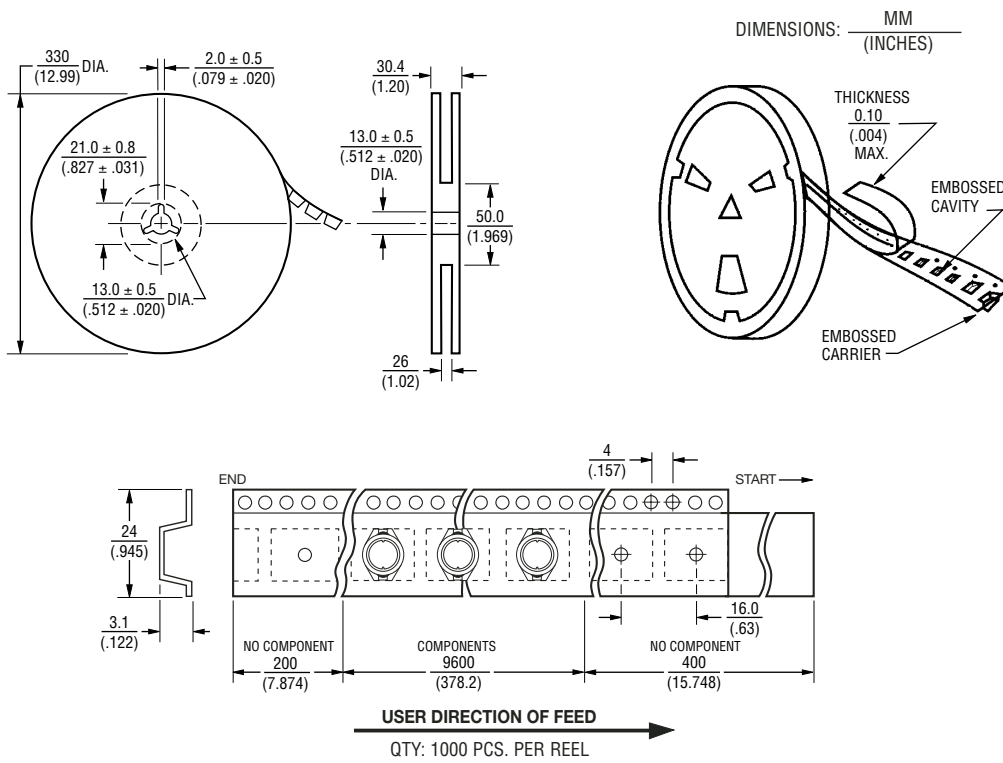 DIMENSIONS: MM
(INCHES)
330
(12.99) DIA.
2.0 ± 0.5
(.079 ± .020)
21.0 ± 0.8
(.827 ± .031)
13.0 ± 0.5
(.512 ± .020) DIA.
30.4
(1.20)
13.0 ± 0.5
(.512 ± .020)
DIA.
50.0
(1.969)
26
(1.02)
THICKNESS
0.10
(.004)
MAX.
EMBOSSED
CAVITY
EMBOSSED
CARRIER
4
(.157)
END
START
24
(.945)
3.1
(.122)
16.0
(.63)
NO COMPONENT
200
(7.874)
COMPONENTS
9600
(378.2)
NO COMPONENT
400
(15.748)
USER DIRECTION OF FEED
QTY: 1000 PCS. PER REEL